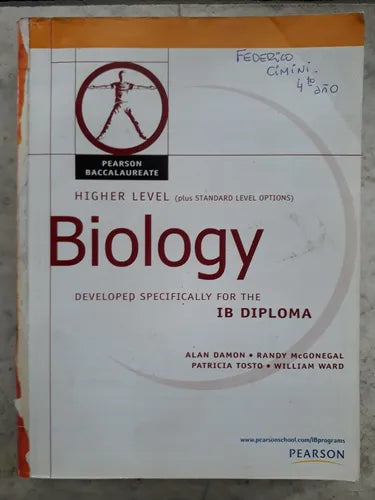 FEDERICO
CIMINI.
4to año
PEARSON
BACCALAUREATE
HIGHER LEVEL (plus STANDARD LEVEL OPTIONS)
Biology
DEVELOPED SPECIFICALLY FOR THE
IB DIPLOMA
ALAN DAMON • RANDY McGONEGAL
PATRICIA TOSTO • WILLIAM WARD
www.pearsonschool.com/IBprograms
PEARSON